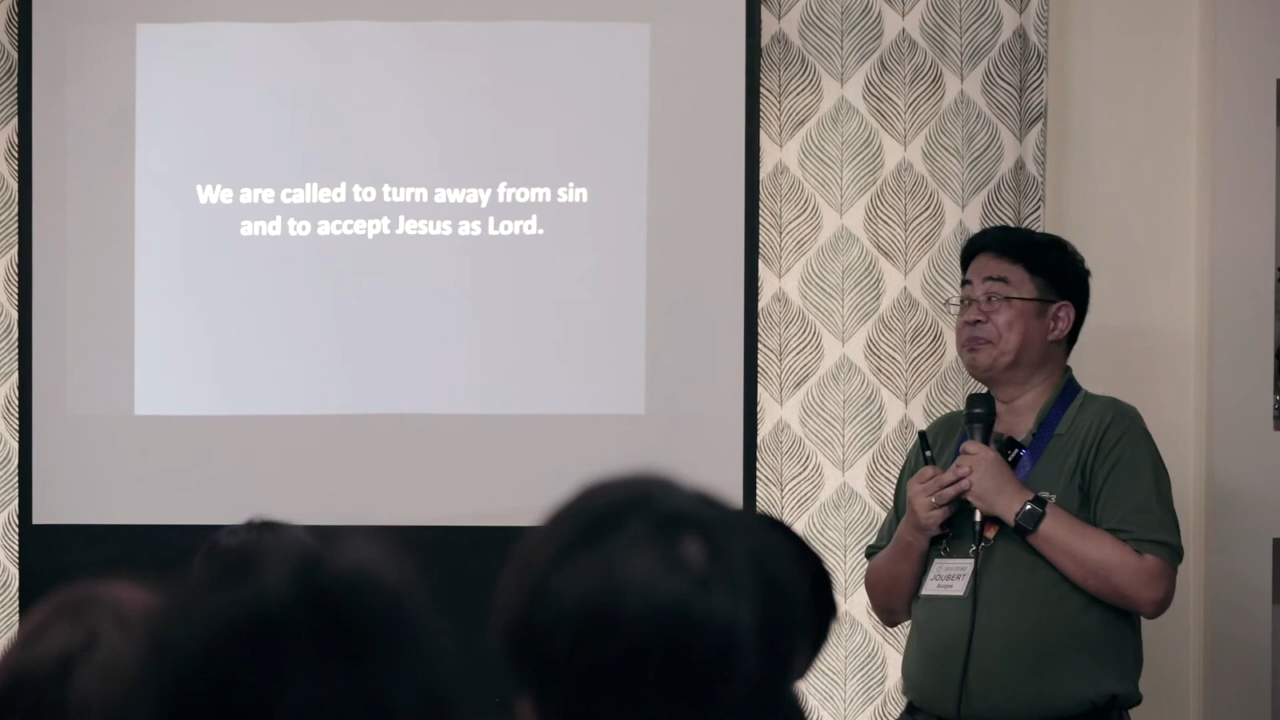 We are called to turn away from sin
and to accept Jesus as Lord.
JOUBERT